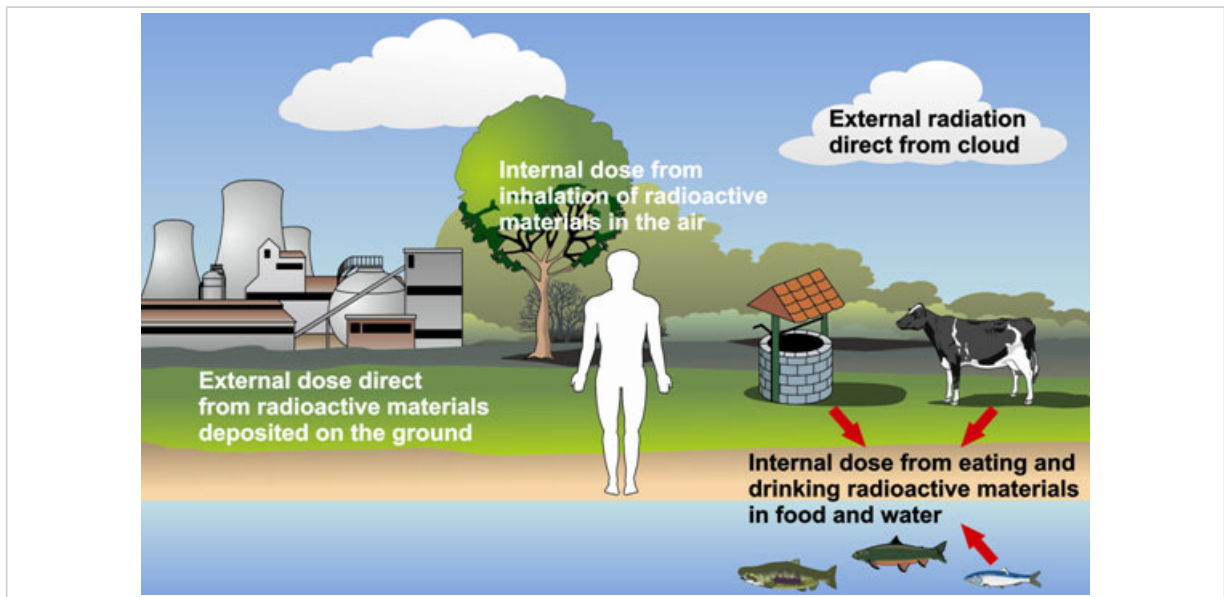 External radiation
direct from cloud
Internal dose from
inhalation of radioactive
materials in the air
External dose direct
from radioactive materials
deposited on the ground
Internal dose from eating and
drinking radioactive materials
in food and water